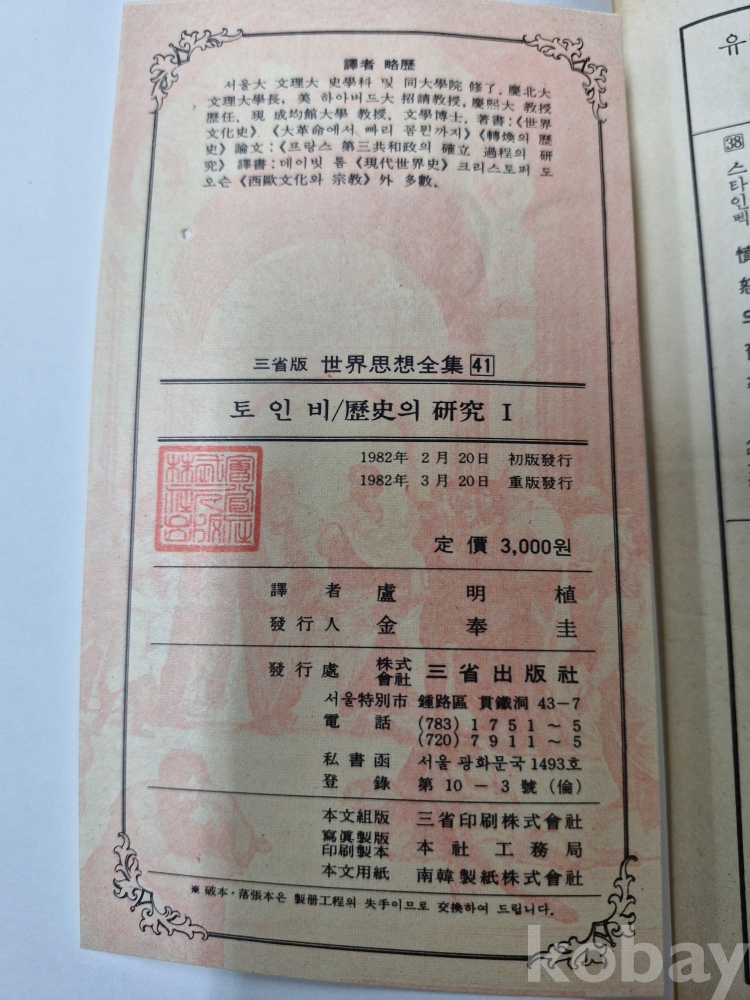 譯者 略歷
서울大 文理大 史學科 및 同大學院 修了, 慶北大
文理大學長, 美 하아버드大 招請教授, 慶熙大 教授
歷任, 現 成均館大學 教授, 文學博士, 著書:《世界
文化史》《大革命에서 빠리 꼼뮌까지》《轉換의 歷
史》 論文:《프랑스 第三共和政의 確立 過程의 研
究》 譯書:데이빗 톰《現代世界史》크리스토퍼 도
오슨《西歐文化와 宗教》外 多數.
三省版 世界思想全集 41
토인비/歷史의 研究 I
1982年 2月 20日 初版發行
1982年 3月 20日 重版發行
定價 3,000원
譯者 盧明植
發行人 金奉圭
發行處 株式會社 三省出版社
서울特別市 鍾路區 貫鐵洞 43-7
電話 (783) 1751~5
(720) 7911~5
私書函 서울 광화문국 1493호
登錄 第10-3號(倫)
本文組版 三省印刷株式會社
寫眞製版
印刷製本 本社工務局
本文用紙 南韓製紙株式會社
※ 破本·落張本은 製册工程의 失手이므로 交換하여 드립니다.
유
38
스타인벡
kobay